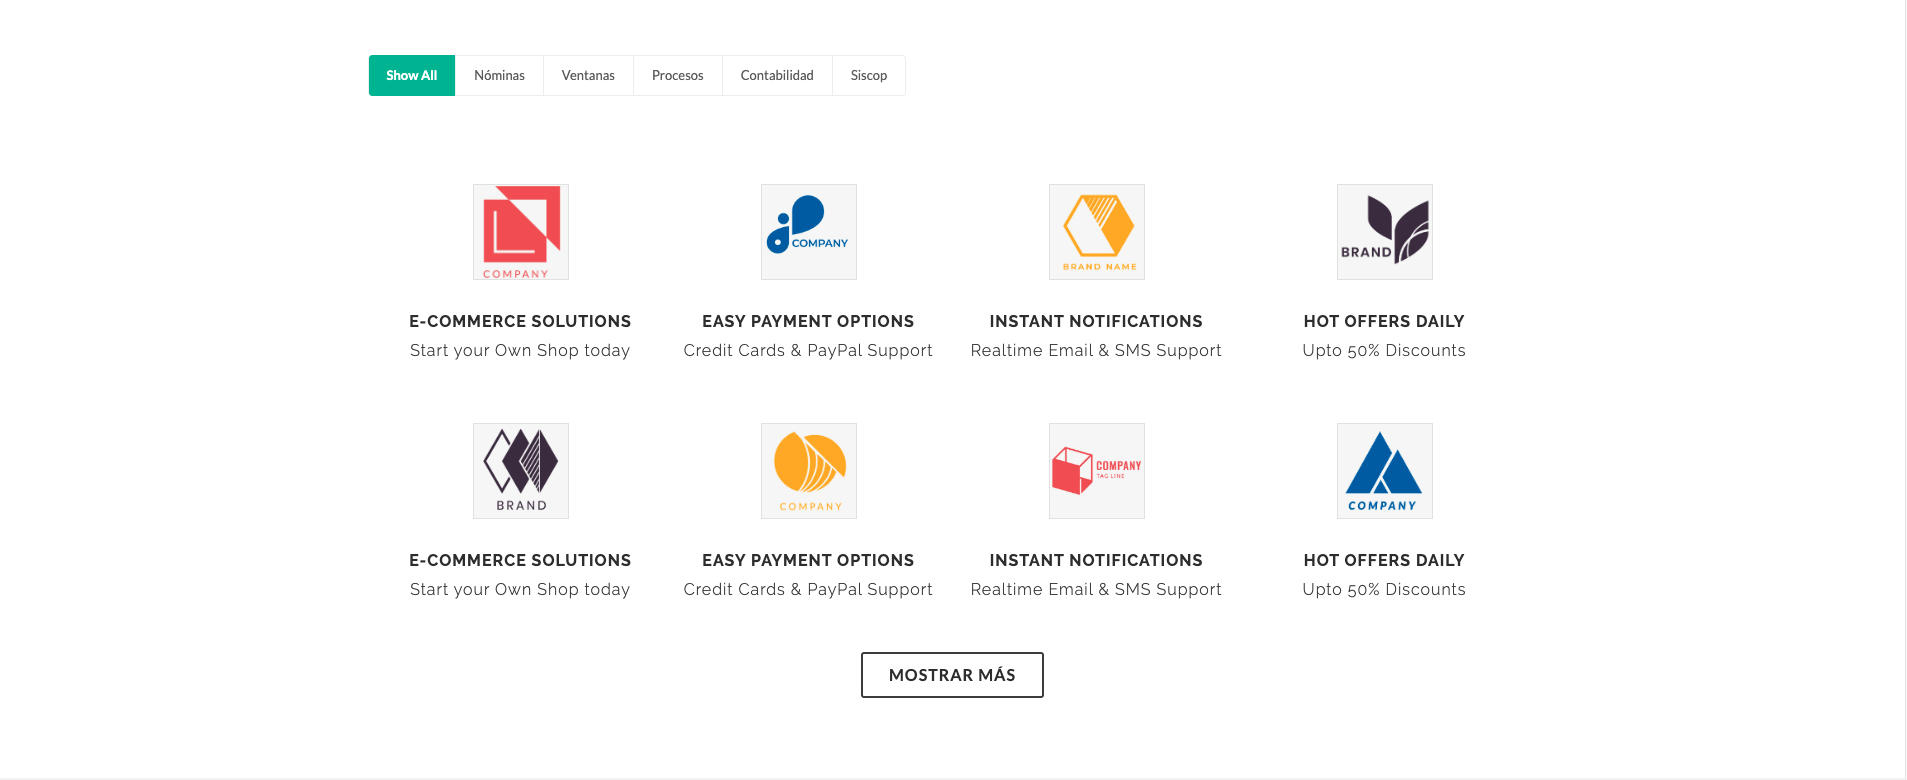 Show All Nóminas Ventanas Procesos Contabilidad Siscop
COMPANY
COMPANY
BRAND NAME
BRAND
E-COMMERCE SOLUTIONS
Start your Own Shop today
EASY PAYMENT OPTIONS
Credit Cards & PayPal Support
INSTANT NOTIFICATIONS
Realtime Email & SMS Support
HOT OFFERS DAILY
Upto 50% Discounts
BRAND
COMPANY
COMPANY
TAG LINE
COMPANY
E-COMMERCE SOLUTIONS
Start your Own Shop today
EASY PAYMENT OPTIONS
Credit Cards & PayPal Support
INSTANT NOTIFICATIONS
Realtime Email & SMS Support
HOT OFFERS DAILY
Upto 50% Discounts
MOSTRAR MÁS